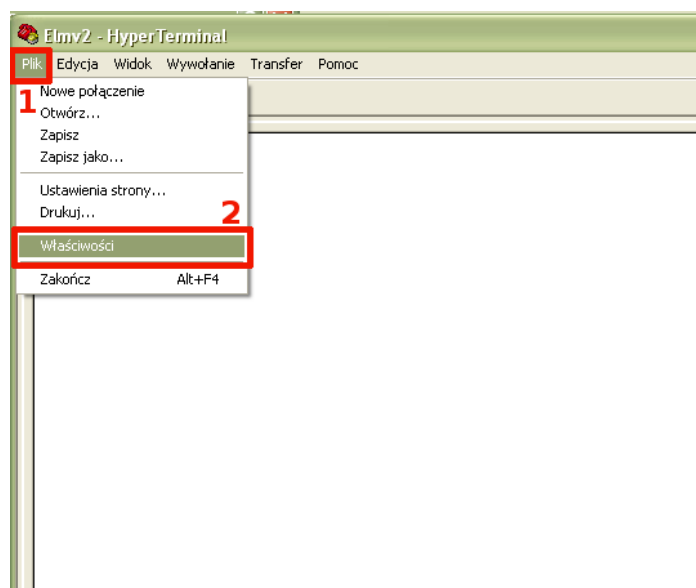 Elmv2 - HyperTerminal
Plik Edycja Widok Wywołanie Transfer Pomoc
1
Nowe połączenie
Otwórz...
Zapisz
Zapisz jako...
Ustawienia strony...
Drukuj...
2
Właściwości
Zakończ Alt+F4